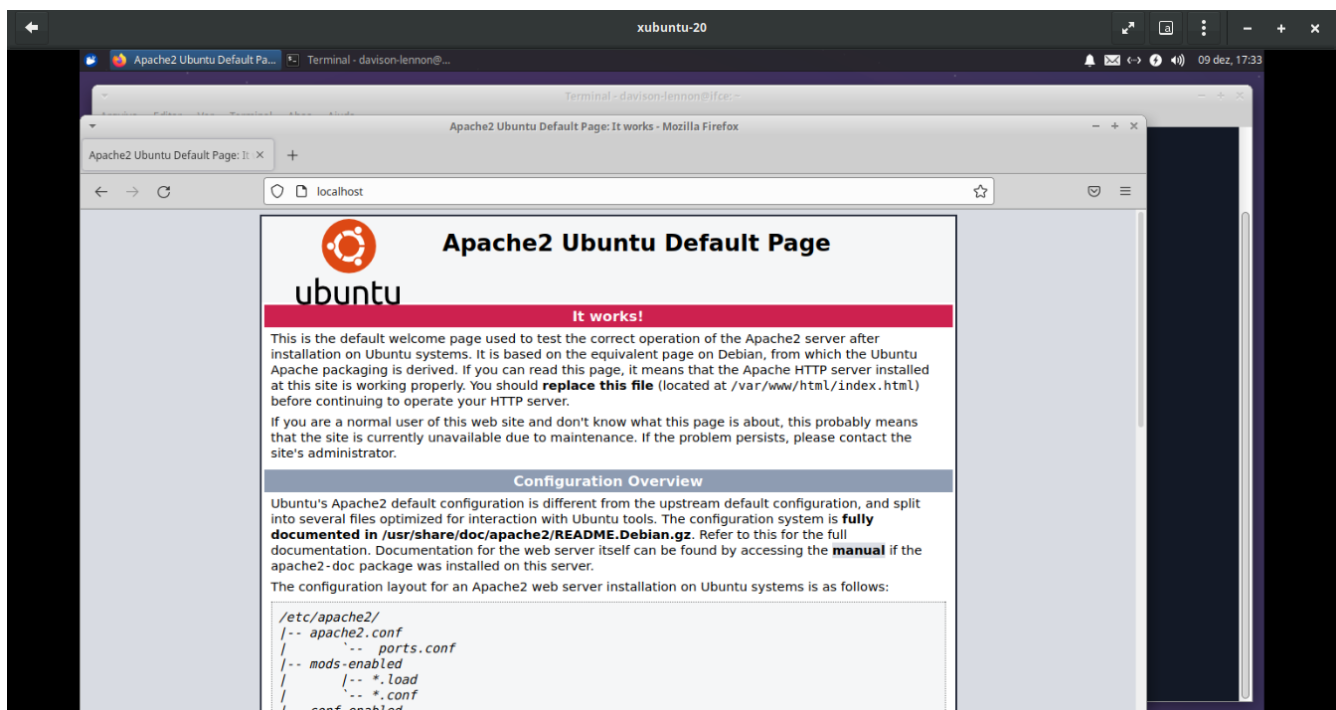 xubuntu-20
Apache2 Ubuntu Default Pa... Terminal - davison-lennon@... 09 dez, 17:33
Terminal - davison-lennon@ifce: ~
Apache2 Ubuntu Default Page: It works - Mozilla Firefox
Apache2 Ubuntu Default Page: It
localhost
ubuntu
Apache2 Ubuntu Default Page
It works!
This is the default welcome page used to test the correct operation of the Apache2 server after
installation on Ubuntu systems. It is based on the equivalent page on Debian, from which the Ubuntu
Apache packaging is derived. If you can read this page, it means that the Apache HTTP server installed
at this site is working properly. You should replace this file (located at /var/www/html/index.html)
before continuing to operate your HTTP server.
If you are a normal user of this web site and don't know what this page is about, this probably means
that the site is currently unavailable due to maintenance. If the problem persists, please contact the
site's administrator.
Configuration Overview
Ubuntu's Apache2 default configuration is different from the upstream default configuration, and split
into several files optimized for interaction with Ubuntu tools. The configuration system is fully
documented in /usr/share/doc/apache2/README.Debian.gz. Refer to this for the full
documentation. Documentation for the web server itself can be found by accessing the manual if the
apache2-doc package was installed on this server.
The configuration layout for an Apache2 web server installation on Ubuntu systems is as follows:
/etc/apache2/
|-- apache2.conf
|       `--  ports.conf
|-- mods-enabled
|       |-- *.load
|       `-- *.conf
|-- conf-enabled